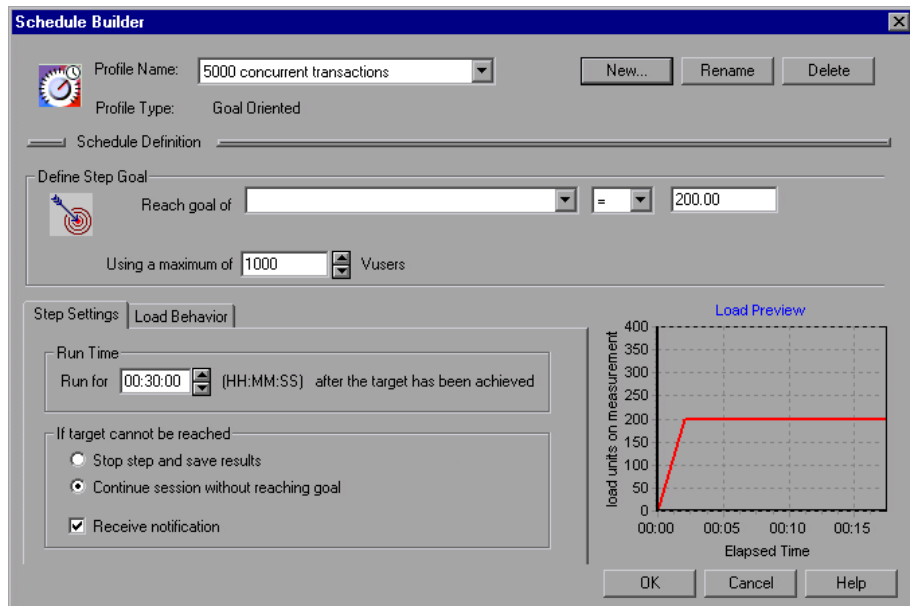 Schedule Builder
Profile Name: 5000 concurrent transactions New... Rename Delete
Profile Type: Goal Oriented
Schedule Definition
Define Step Goal
Reach goal of = 200.00
Using a maximum of 1000 Vusers
Step Settings Load Behavior
Run Time
Run for 00:30:00 (HH:MM:SS) after the target has been achieved
If target cannot be reached
Stop step and save results
Continue session without reaching goal
Receive notification
Load Preview
load units on measurement
400
350
300
250
200
150
100
50
0
00:00 00:05 00:10 00:15
Elapsed Time
OK Cancel Help